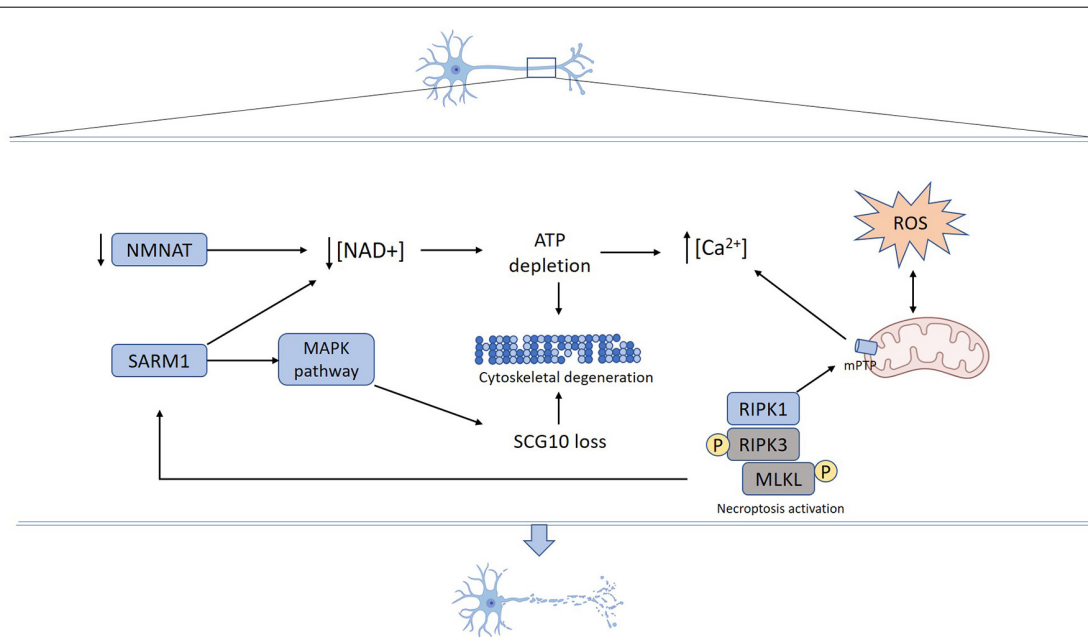 ROS
NMNAT
[NAD+]
ATP
depletion
[Ca²⁺]
SARM1
MAPK
pathway
Cytoskeletal degeneration
mPTP
RIPK1
SCG10 loss
P
RIPK3
MLKL
P
Necroptosis activation